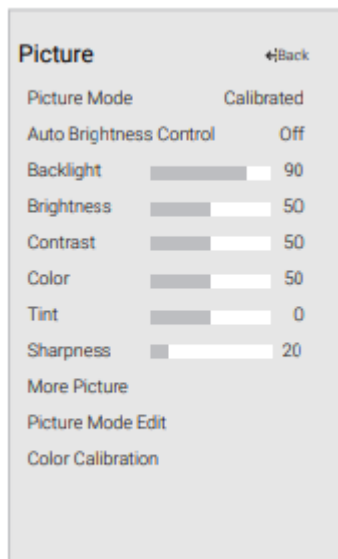 Picture Back
Picture Mode Calibrated
Auto Brightness Control Off
Backlight 90
Brightness 50
Contrast 50
Color 50
Tint 0
Sharpness 20
More Picture
Picture Mode Edit
Color Calibration